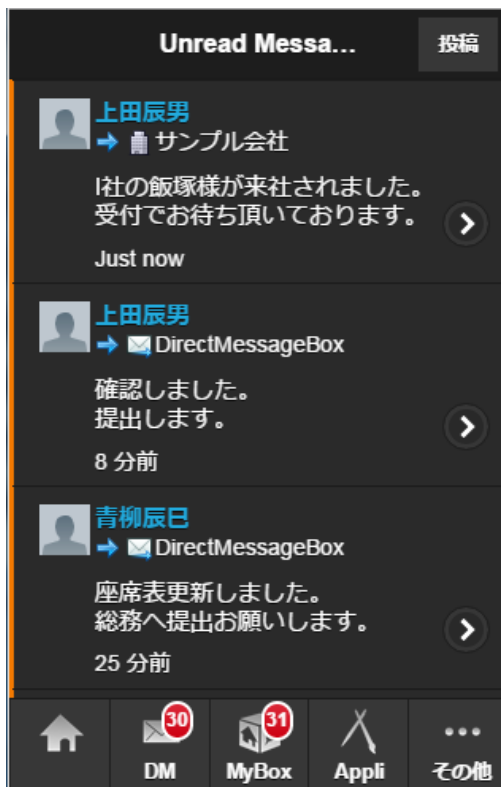 Unread Messa...
投稿
上田辰男
サンプル会社
I社の飯塚様が来社されました。
受付でお待ち頂いております。
Just now
上田辰男
DirectMessageBox
確認しました。
提出します。
8 分前
青柳辰巳
DirectMessageBox
座席表更新しました。
総務へ提出お願いします。
25 分前
30
31
DM
MyBox
Appli
その他